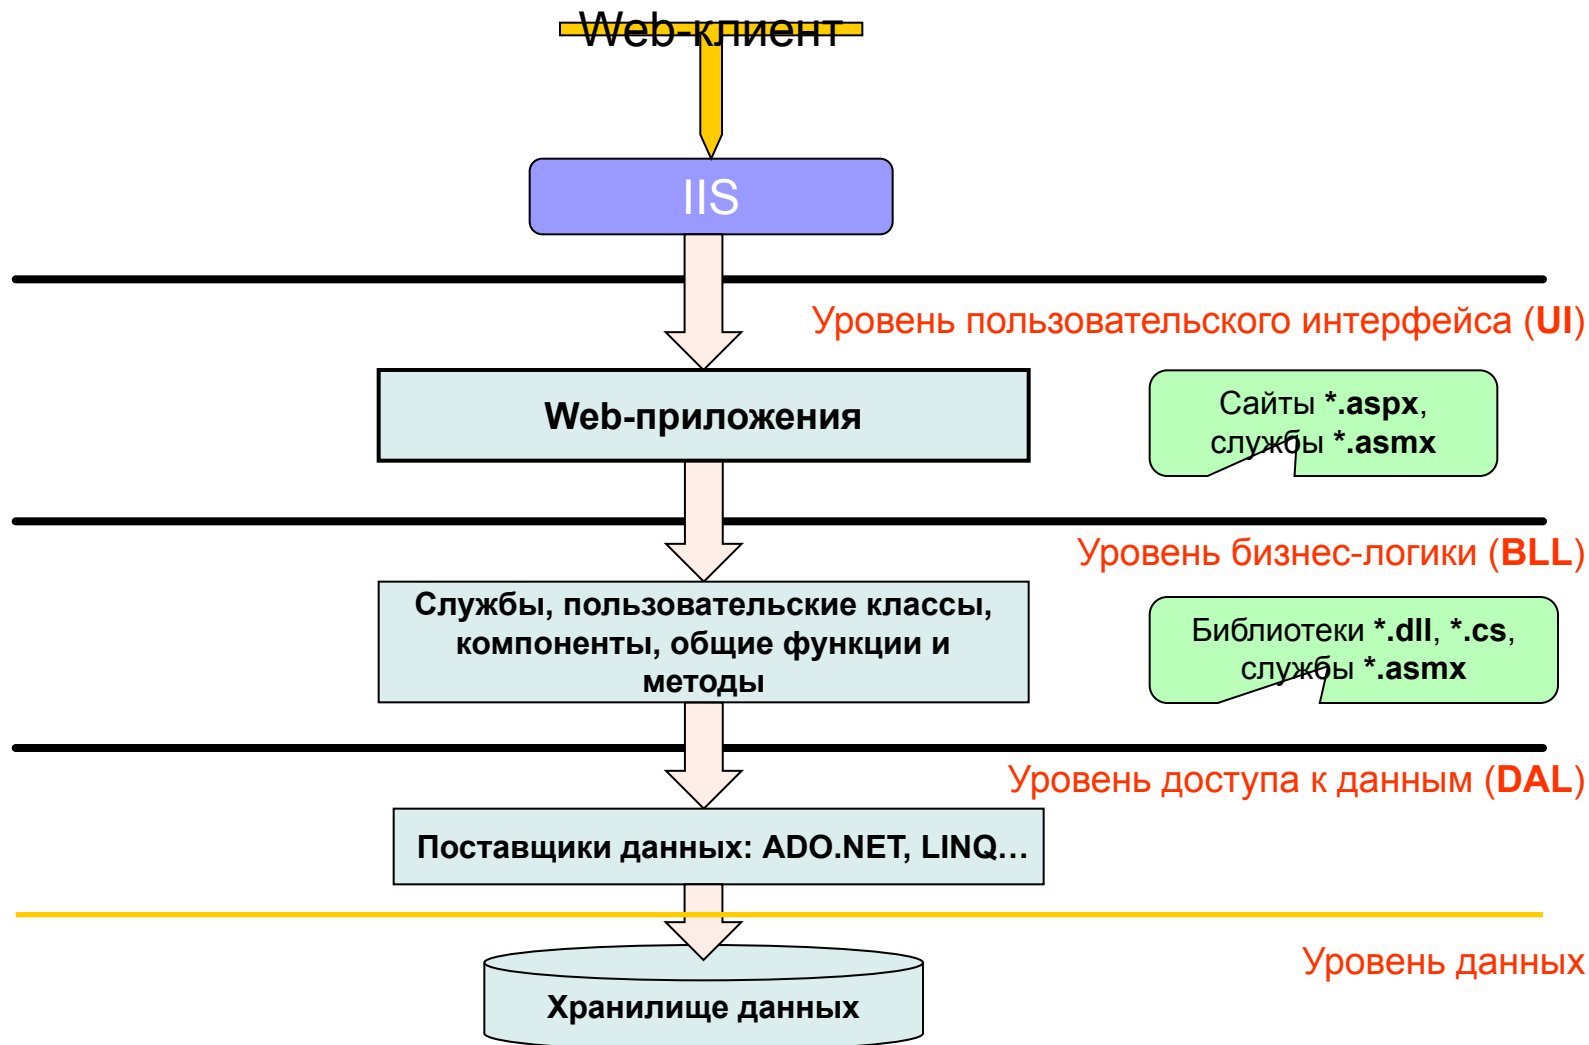 Web-клиент
IIS
Уровень пользовательского интерфейса (UI)
Web-приложения
Сайты *.aspx,
службы *.asmx
Уровень бизнес-логики (BLL)
Службы, пользовательские классы,
компоненты, общие функции и
методы
Библиотеки *.dll, *.cs,
службы *.asmx
Уровень доступа к данным (DAL)
Поставщики данных: ADO.NET, LINQ…
Уровень данных
Хранилище данных